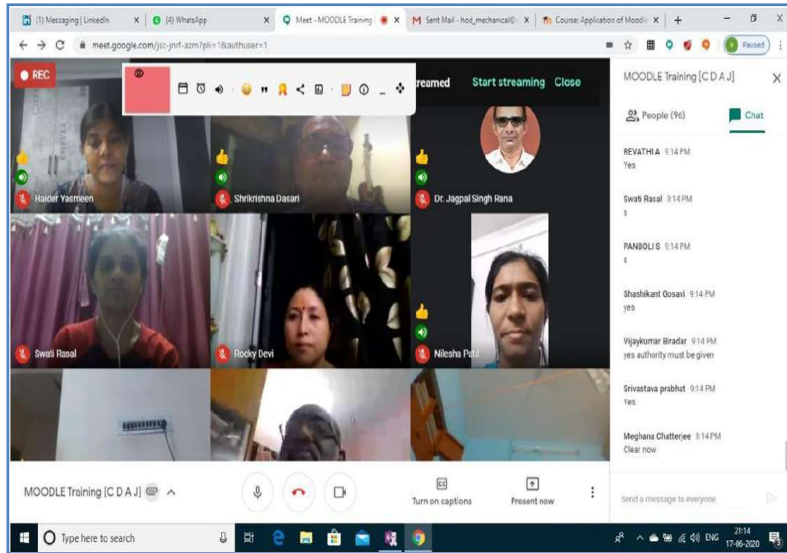 (1) Messaging | LinkedIn
(4) WhatsApp
Meet - MOODLE Training
Sent Mail - hod_mechanical@
Course: Application of Moodle
meet.google.com/jsc-jnrf-azm?pli=1&authuser=1
Paused
REC
reamed
Start streaming
Close
Haider Yasmeen
Shrikrishna Dasari
Dr. Jagpal Singh Rana
Swati Rasal
Rocky Devi
Nilesha Patil
MOODLE Training [C D A J]
People (96)
Chat
REVATHI A 9:14 PM
Yes
Swati Rasal 9:14 PM
s
PANBOLI S 9:14 PM
s
Shashikant Gosavi 9:14 PM
yes
Vijaykumar Biradar 9:14 PM
yes authority must be given
Srivastava prabhat 9:14 PM
Yes
Meghana Chatterjee 9:14 PM
Clear now
Send a message to everyone
MOODLE Training [C D A J]
Turn on captions
Present now
Type here to search
ENG
21:14
17-06-2020